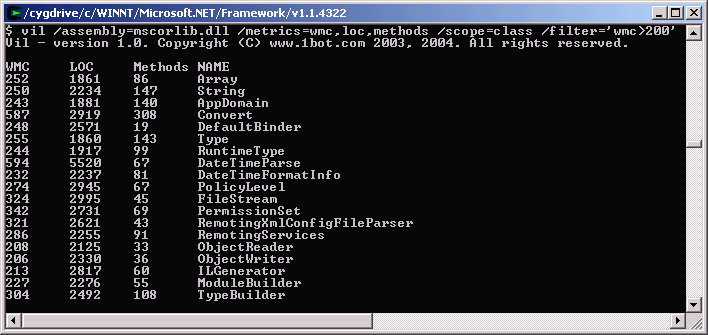 /cygdrive/c/WINNT/Microsoft.NET/Framework/v1.1.4322
$ vil /assembly=mscorlib.dll /metrics=wmc,loc,methods /scope=class /filter='wmc>200'
Vil - version 1.0. Copyright (C) www.1bot.com 2003, 2004. All rights reserved.
WMC LOC Methods NAME
252 1861 86 Array
250 2234 147 String
243 1881 140 AppDomain
587 2919 308 Convert
248 2571 19 DefaultBinder
255 1860 143 Type
244 1917 99 RuntimeType
594 5520 67 DateTimeParse
232 2237 81 DateTimeFormatInfo
274 2945 67 PolicyLevel
324 2995 45 FileStream
342 2731 69 PermissionSet
321 2621 43 RemotingXmlConfigFileParser
286 2255 91 RemotingServices
208 2125 33 ObjectReader
206 2330 36 ObjectWriter
213 2817 60 ILGenerator
227 2276 55 ModuleBuilder
304 2492 108 TypeBuilder